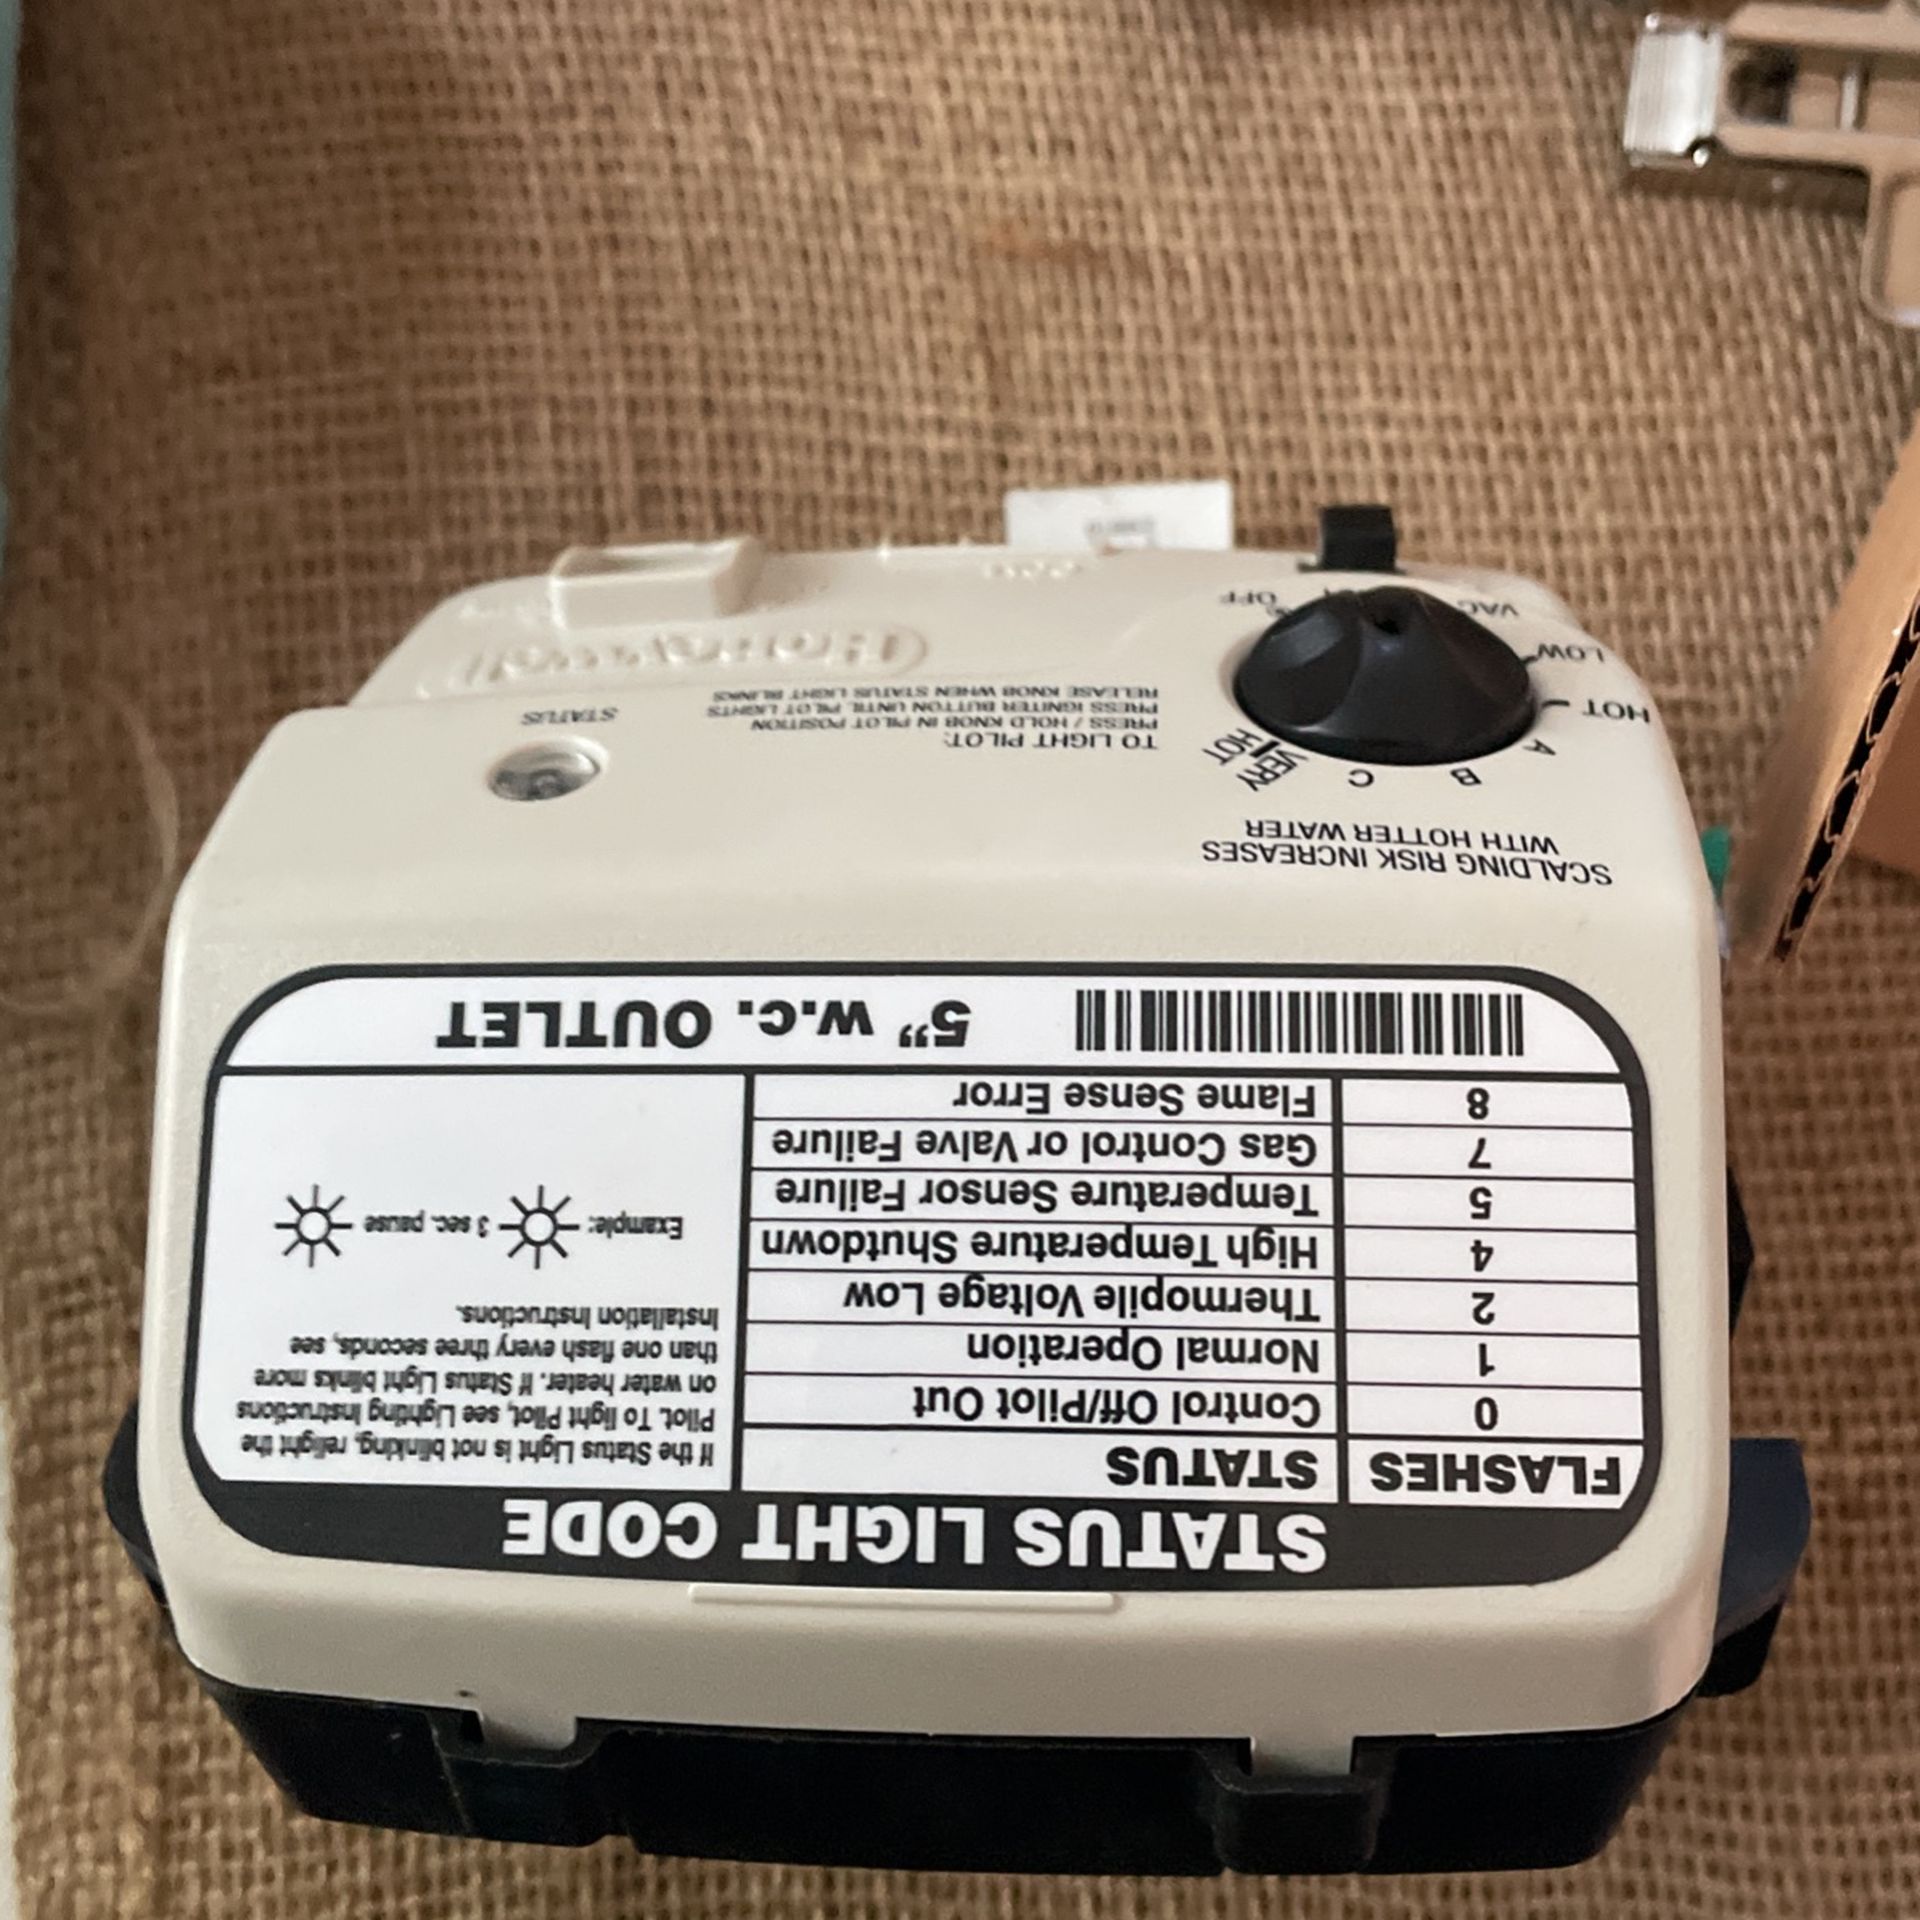 STATUS LIGHT CODE
FLASHES STATUS
0 Control Off/Pilot Out
1 Normal Operation
2 Thermopile Voltage Low
4 High Temperature Shutdown
5 Temperature Sensor Failure
7 Gas Control or Valve Failure
8 Flame Sense Error
If the Status Light is not blinking, relight the
Pilot. To light Pilot, see Lighting Instructions
on water heater. If Status Light blinks more
than one flash every three seconds, see
Installation Instructions.
Example: 3 sec. pause
5" w.c. OUTLET
SCALDING RISK INCREASES
WITH HOTTER WATER
VERY
HOT
C
B
A
HOT
LOW
VAC
OFF
TO LIGHT PILOT:
PRESS / HOLD KNOB IN PILOT POSITION
PRESS IGNITER BUTTON UNTIL PILOT LIGHTS
RELEASE KNOB WHEN STATUS LIGHT BLINKS
STATUS
Honeywell